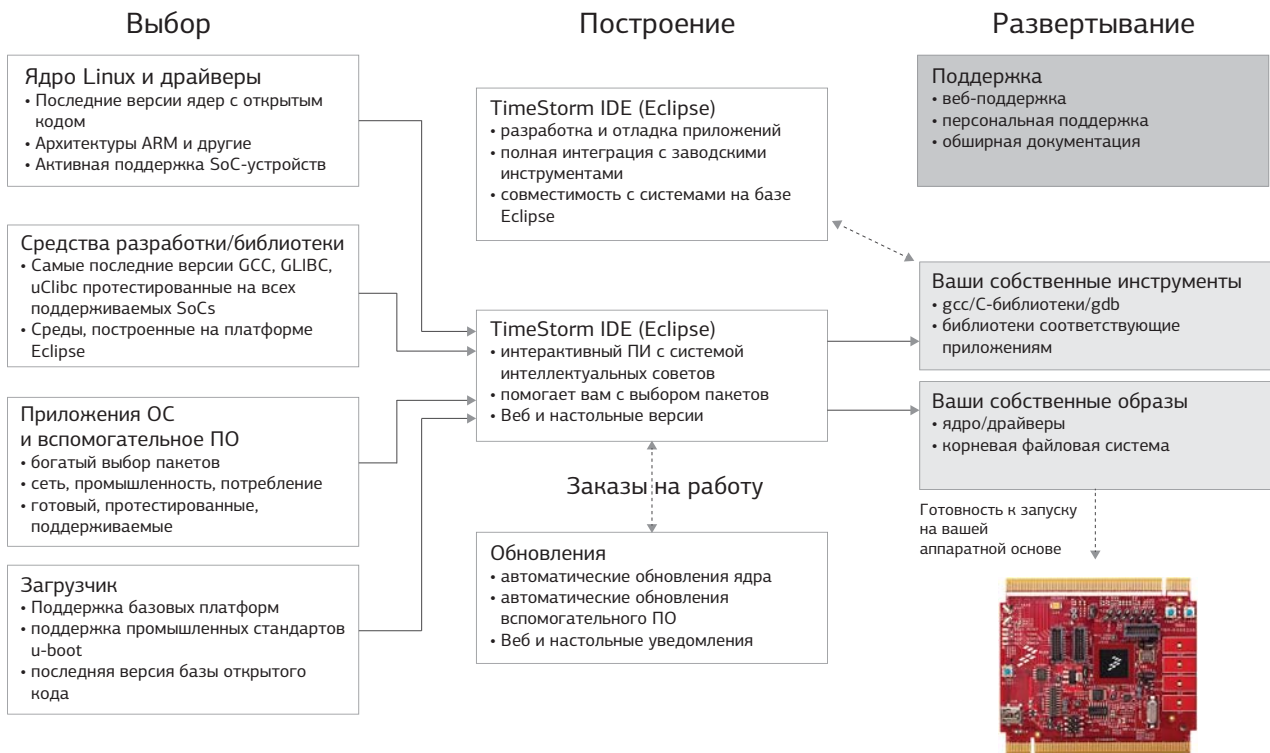 Выбор
Ядро Linux и драйверы
• Последние версии ядер с открытым
кодом
• Архитектуры ARM и другие
• Активная поддержка SoC-устройств
Средства разработки/библиотеки
• Самые последние версии GCC, GLIBC,
uClibc протестированные на всех
поддерживаемых SoCs
• Среды, построенные на платформе
Eclipse
Приложения ОС
и вспомогательное ПО
• богатый выбор пакетов
• сеть, промышленность, потребление
• готовый, протестированные,
поддерживаемые
Загрузчик
• Поддержка базовых платформ
• поддержка промышленных стандартов
u-boot
• последняя версия базы открытого
кода
Построение
TimeStorm IDE (Eclipse)
• разработка и отладка приложений
• полная интеграция с заводскими
инструментами
• совместимость с системами на базе
Eclipse
TimeStorm IDE (Eclipse)
• интерактивный ПИ с системой
интеллектуальных советов
• помогает вам с выбором пакетов
• Веб и настольные версии
Заказы на работу
Обновления
• автоматические обновления ядра
• автоматические обновления
вспомогательного ПО
• Веб и настольные уведомления
Развертывание
Поддержка
• веб-поддержка
• персональная поддержка
• обширная документация
Ваши собственные инструменты
• gcc/C-библиотеки/gdb
• библиотеки соответствующие
приложениям
Ваши собственные образы
• ядро/драйверы
• корневая файловая система
Готовность к запуску
на вашей
аппаратной основе